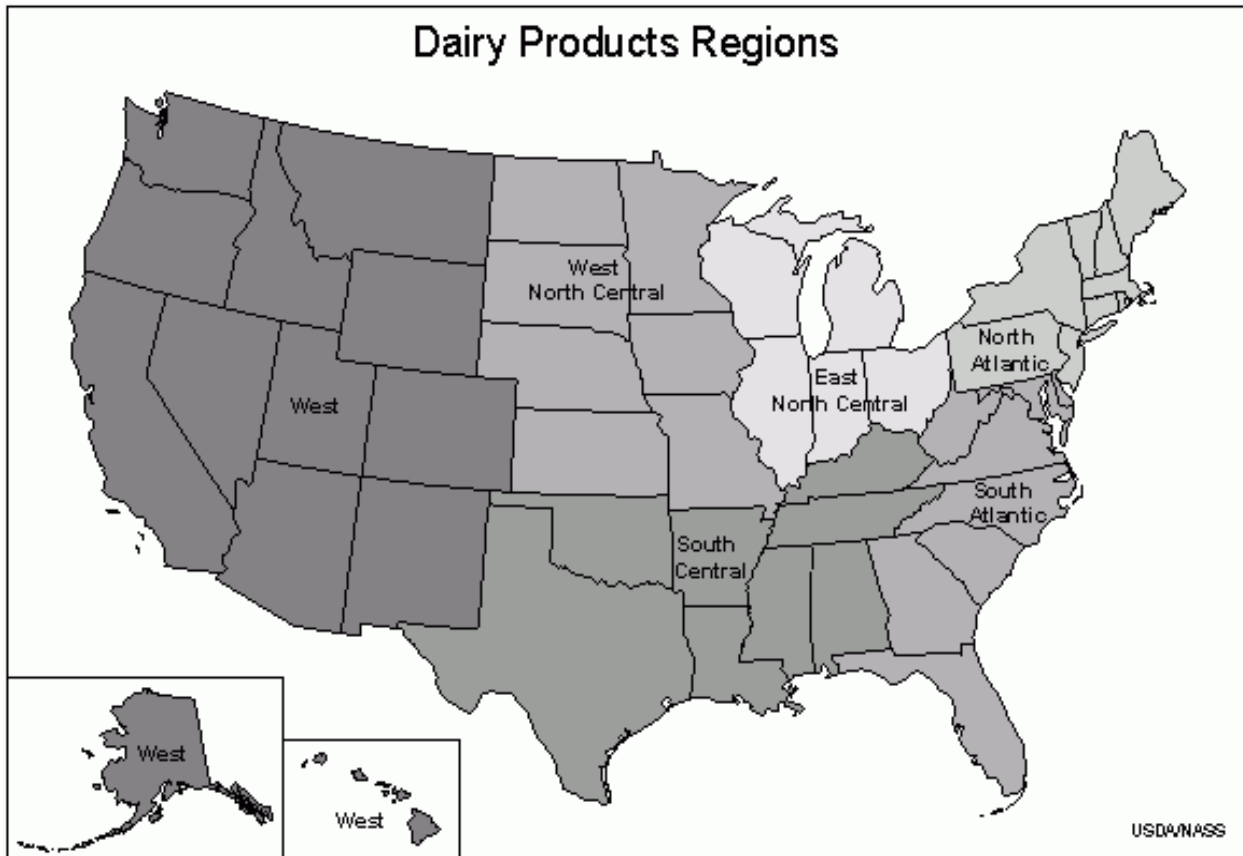 Dairy Products Regions
West
North Central
North
Atlantic
West
East
North Central
South
Atlantic
South
Central
West
West
USDA/NASS